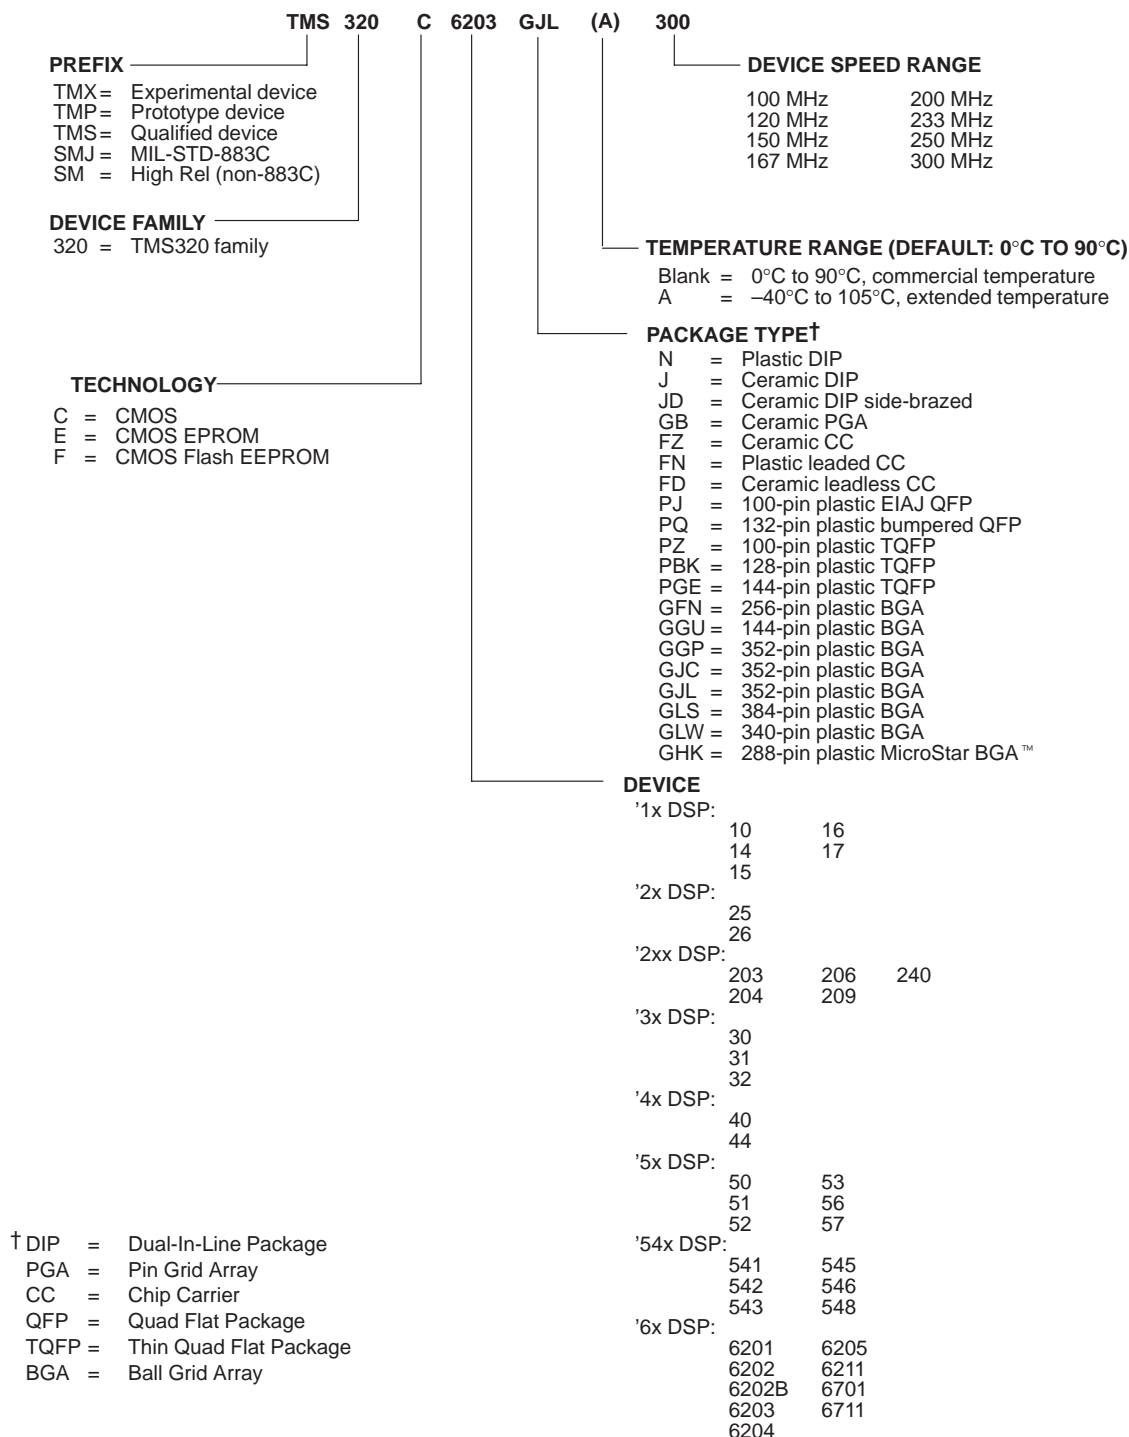 TMS 320 C 6203 GJL (A) 300
PREFIX
TMX = Experimental device
TMP = Prototype device
TMS = Qualified device
SMJ = MIL-STD-883C
SM = High Rel (non-883C)
DEVICE SPEED RANGE
100 MHz 200 MHz
120 MHz 233 MHz
150 MHz 250 MHz
167 MHz 300 MHz
DEVICE FAMILY
320 = TMS320 family
TEMPERATURE RANGE (DEFAULT: 0°C TO 90°C)
Blank = 0°C to 90°C, commercial temperature
A = –40°C to 105°C, extended temperature
TECHNOLOGY
C = CMOS
E = CMOS EPROM
F = CMOS Flash EEPROM
PACKAGE TYPE†
N = Plastic DIP
J = Ceramic DIP
JD = Ceramic DIP side-brazed
GB = Ceramic PGA
FZ = Ceramic CC
FN = Plastic leaded CC
FD = Ceramic leadless CC
PJ = 100-pin plastic EIAJ QFP
PQ = 132-pin plastic bumpered QFP
PZ = 100-pin plastic TQFP
PBK = 128-pin plastic TQFP
PGE = 144-pin plastic TQFP
GFN = 256-pin plastic BGA
GGU = 144-pin plastic BGA
GGP = 352-pin plastic BGA
GJC = 352-pin plastic BGA
GJL = 352-pin plastic BGA
GLS = 384-pin plastic BGA
GLW = 340-pin plastic BGA
GHK = 288-pin plastic MicroStar BGA™
DEVICE
’1x DSP:
10 16
14 17
15
’2x DSP:
25
26
’2xx DSP:
203 206 240
204 209
’3x DSP:
30
31
32
’4x DSP:
40
44
’5x DSP:
50 53
51 56
52 57
’54x DSP:
541 545
542 546
543 548
’6x DSP:
6201 6205
6202 6211
6202B 6701
6203 6711
6204
† DIP = Dual-In-Line Package
PGA = Pin Grid Array
CC = Chip Carrier
QFP = Quad Flat Package
TQFP = Thin Quad Flat Package
BGA = Ball Grid Array